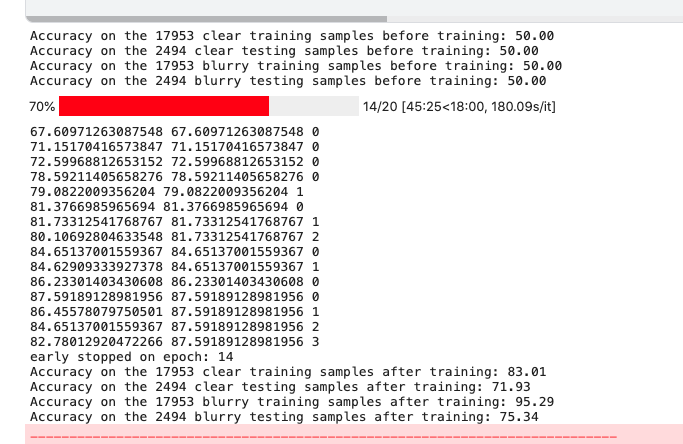 Accuracy on the 17953 clear training samples before training: 50.00
Accuracy on the 2494 clear testing samples before training: 50.00
Accuracy on the 17953 blurry training samples before training: 50.00
Accuracy on the 2494 blurry testing samples before training: 50.00
70% 14/20 [45:25<18:00, 180.09s/it]
67.60971263087548 67.60971263087548 0
71.15170416573847 71.15170416573847 0
72.59968812653152 72.59968812653152 0
78.59211405658276 78.59211405658276 0
79.0822009356204 79.0822009356204 1
81.3766985965694 81.3766985965694 0
81.73312541768767 81.73312541768767 1
80.10692804633548 81.73312541768767 2
84.65137001559367 84.65137001559367 0
84.62909333927378 84.65137001559367 1
86.23301403430608 86.23301403430608 0
87.59189128981956 87.59189128981956 0
86.45578079750501 87.59189128981956 1
84.65137001559367 87.59189128981956 2
82.78012920472266 87.59189128981956 3
early stopped on epoch: 14
Accuracy on the 17953 clear training samples after training: 83.01
Accuracy on the 2494 clear testing samples after training: 71.93
Accuracy on the 17953 blurry training samples after training: 95.29
Accuracy on the 2494 blurry testing samples after training: 75.34